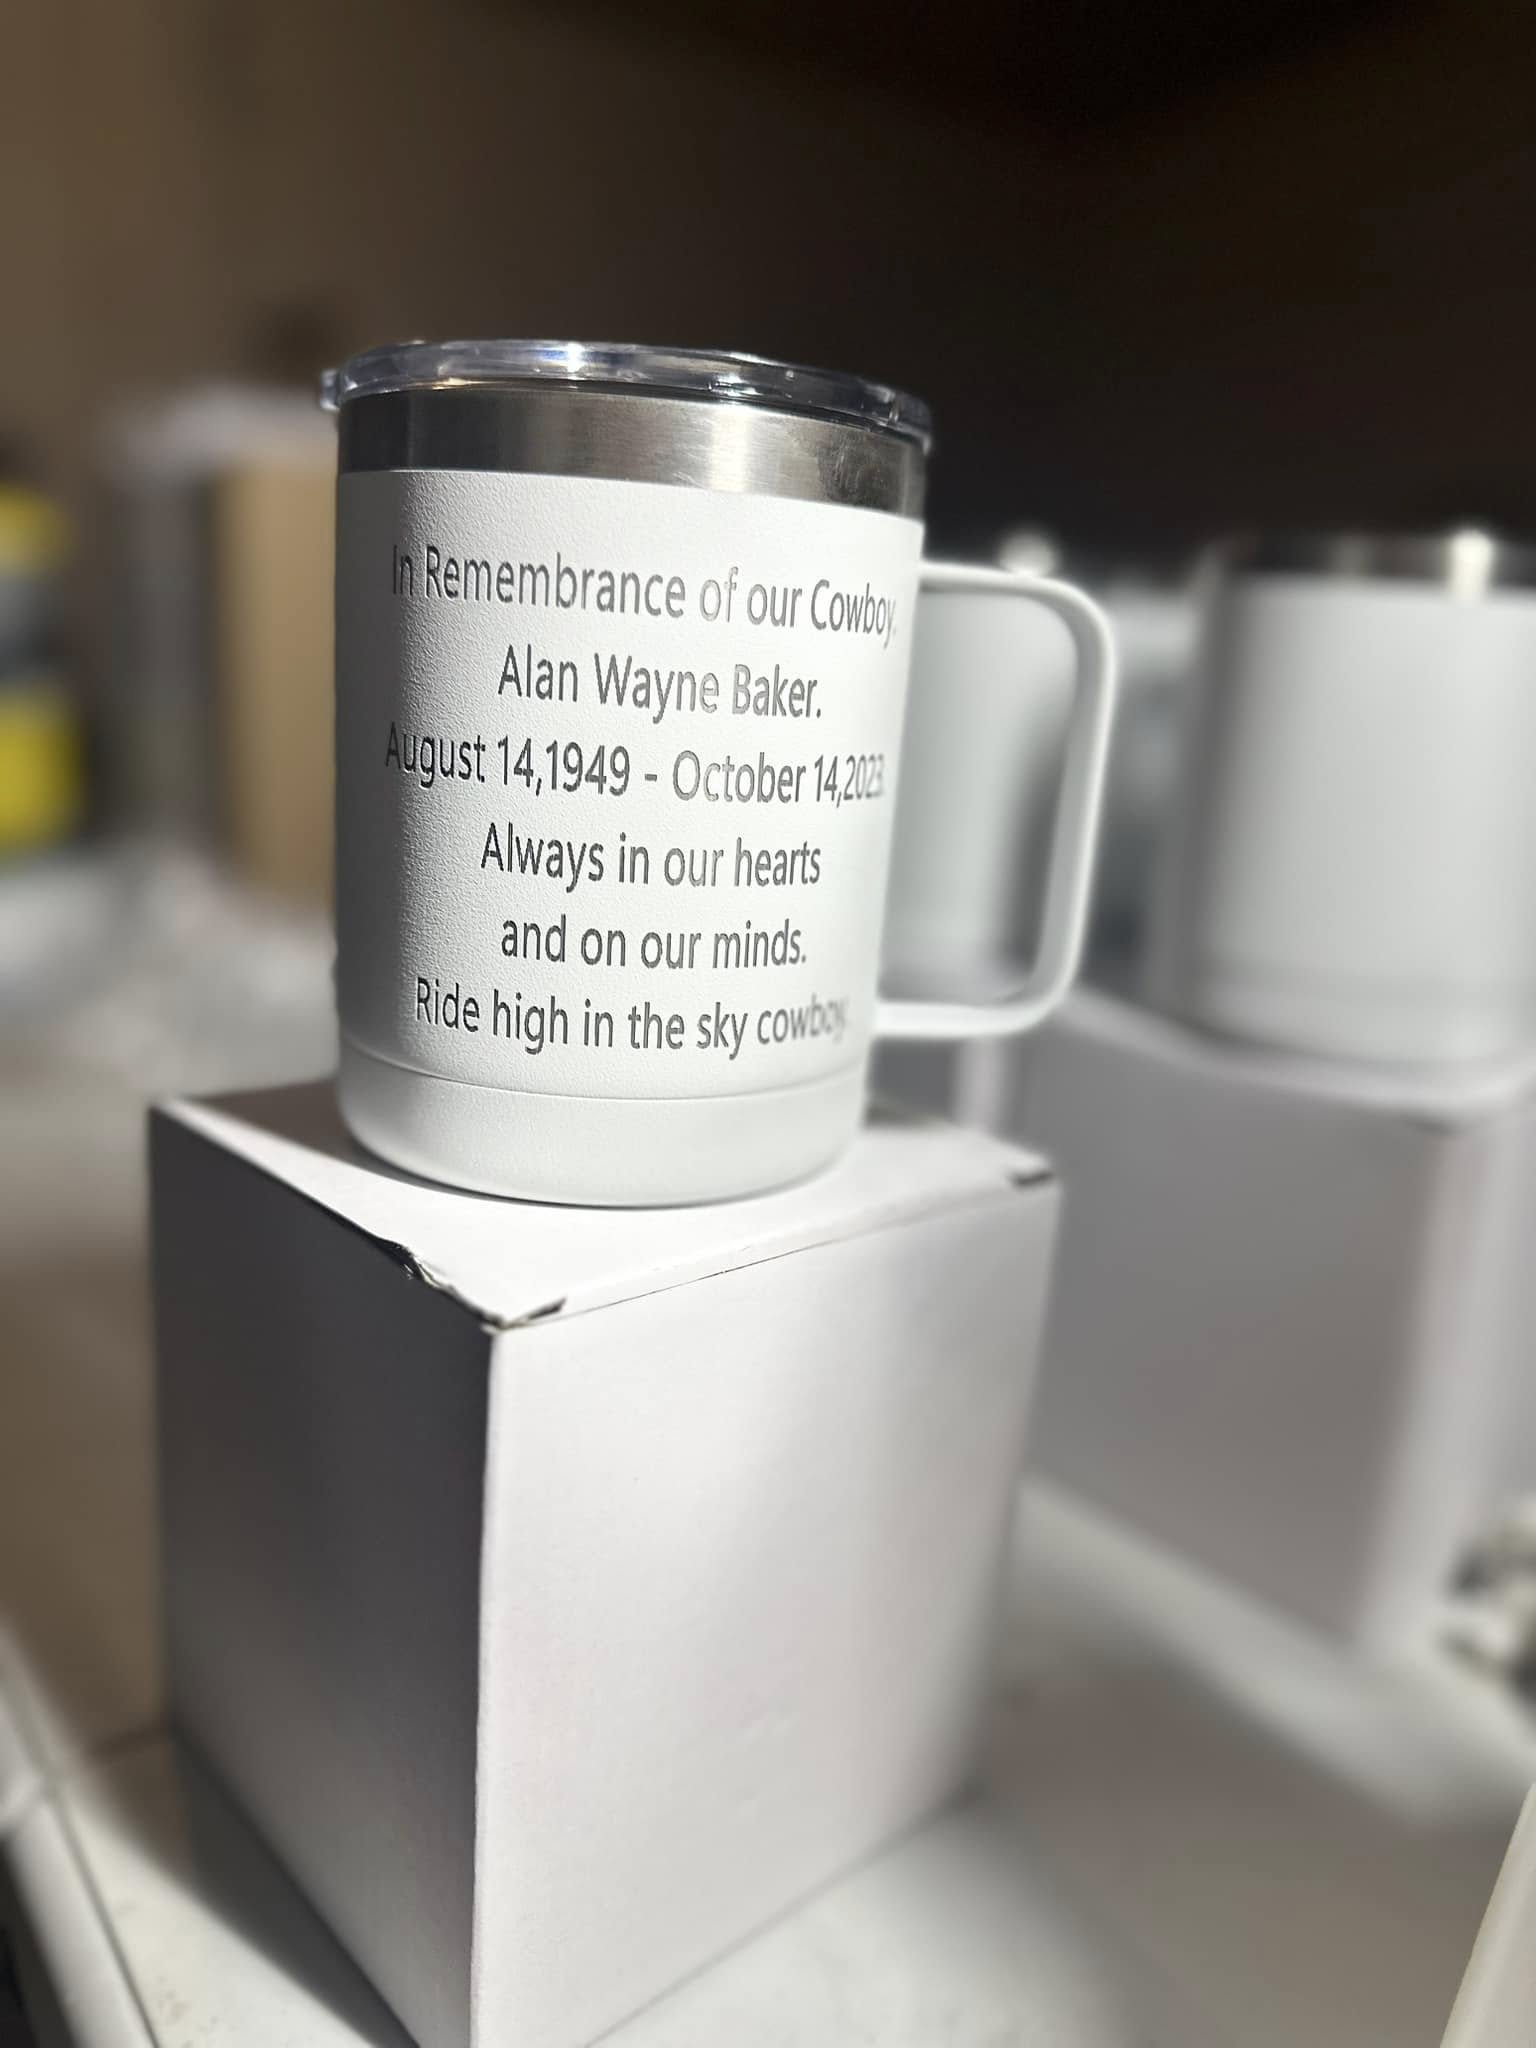 In Remembrance of our Cowboy.
Alan Wayne Baker.
August 14,1949 - October 14,2023
Always in our hearts
and on our minds.
Ride high in the sky cowboy